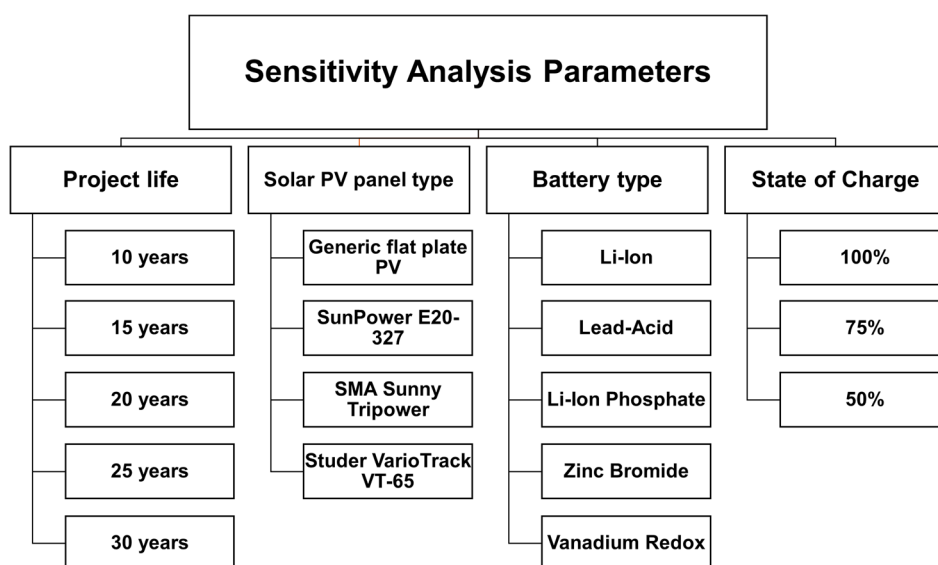 Sensitivity Analysis Parameters
Project life
10 years
15 years
20 years
25 years
30 years
Solar PV panel type
Generic flat plate
PV
SunPower E20-
327
SMA Sunny
Tripower
Studer VarioTrack
VT-65
Battery type
Li-Ion
Lead-Acid
Li-Ion Phosphate
Zinc Bromide
Vanadium Redox
State of Charge
100%
75%
50%